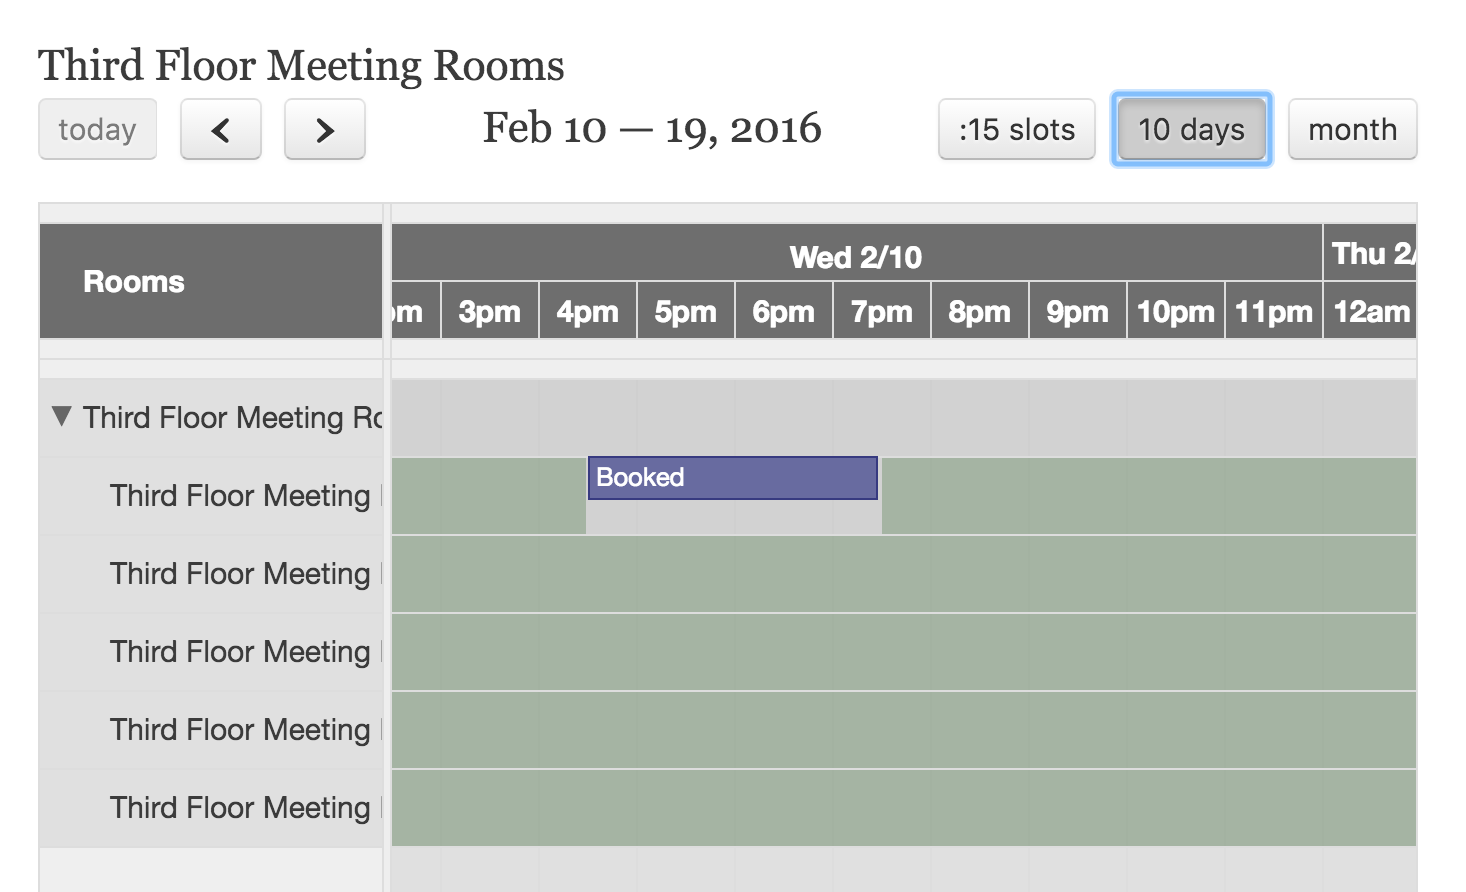 Third Floor Meeting Rooms
today Feb 10 — 19, 2016 :15 slots 10 days month
Rooms
Wed 2/10 Thu 2/
3pm 4pm 5pm 6pm 7pm 8pm 9pm 10pm 11pm 12am
▼ Third Floor Meeting
Third Floor Meeting
Booked
Third Floor Meeting
Third Floor Meeting
Third Floor Meeting
Third Floor Meeting